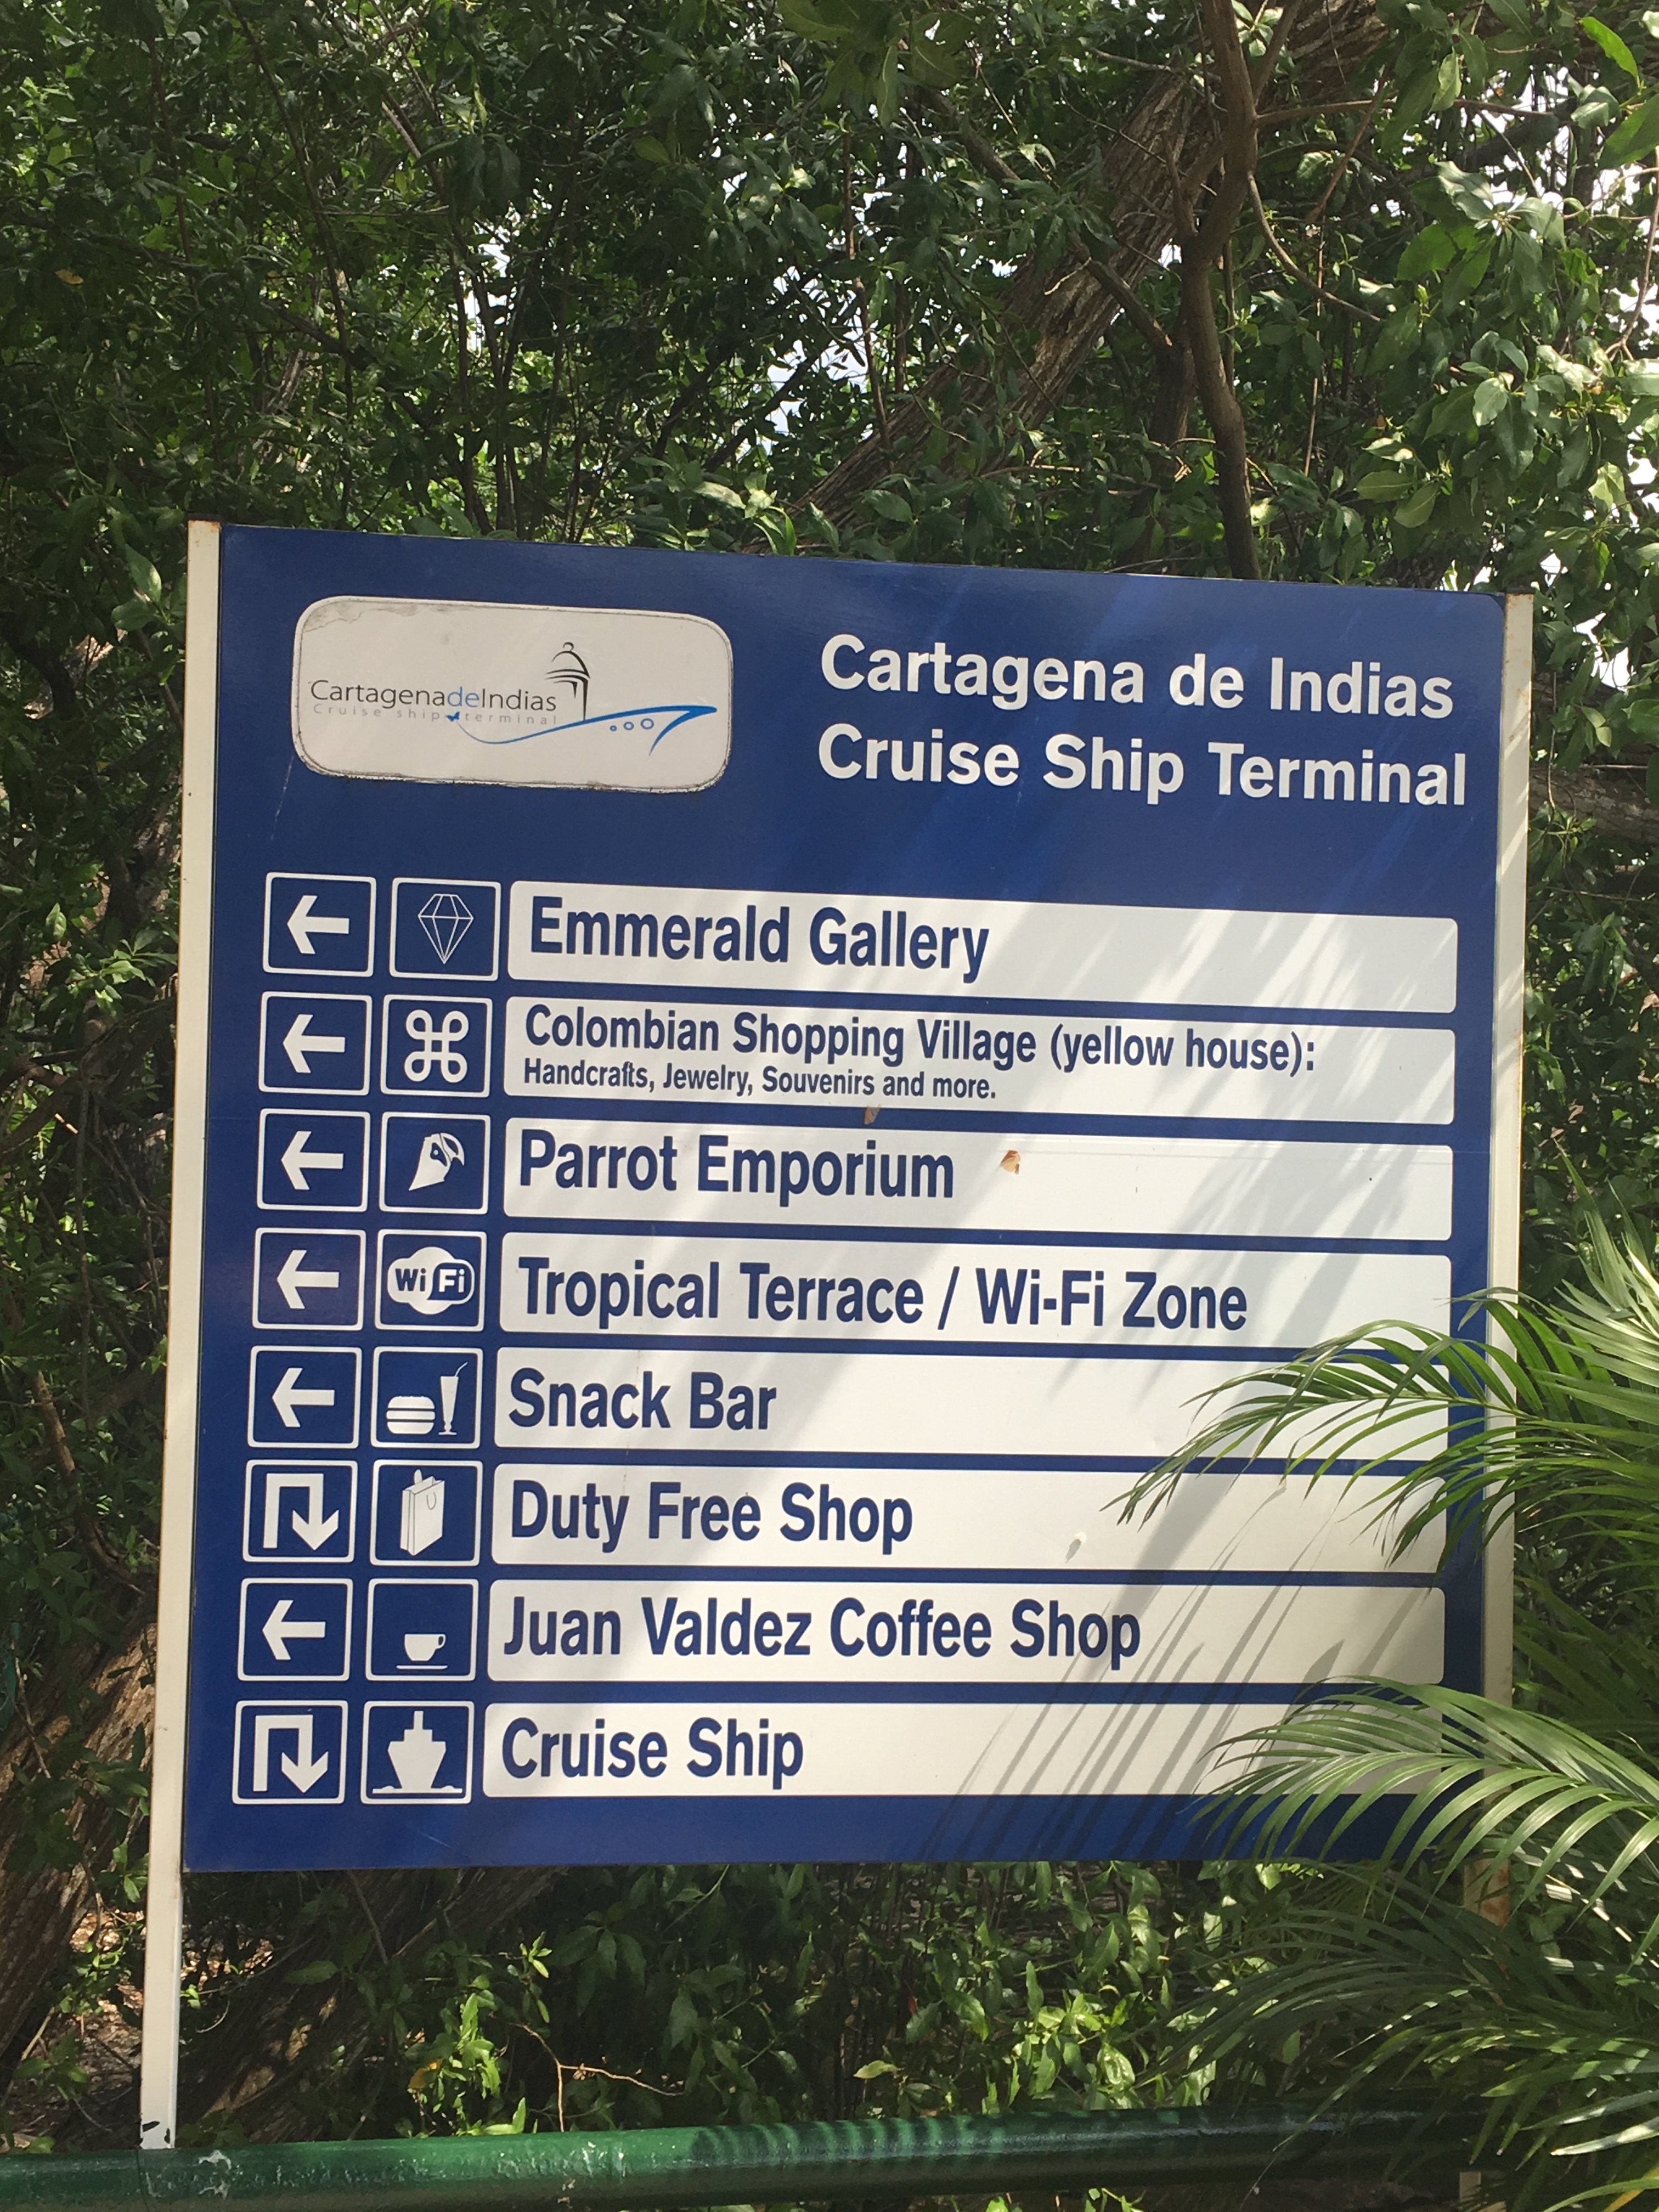 CartagenadeIndias
Cruise ship terminal
Cartagena de Indias
Cruise Ship Terminal
Emmerald Gallery
Colombian Shopping Village (yellow house):
Handcrafts, Jewelry, Souvenirs and more.
Parrot Emporium
Wi Fi
Tropical Terrace / Wi-Fi Zone
Snack Bar
Duty Free Shop
Juan Valdez Coffee Shop
Cruise Ship